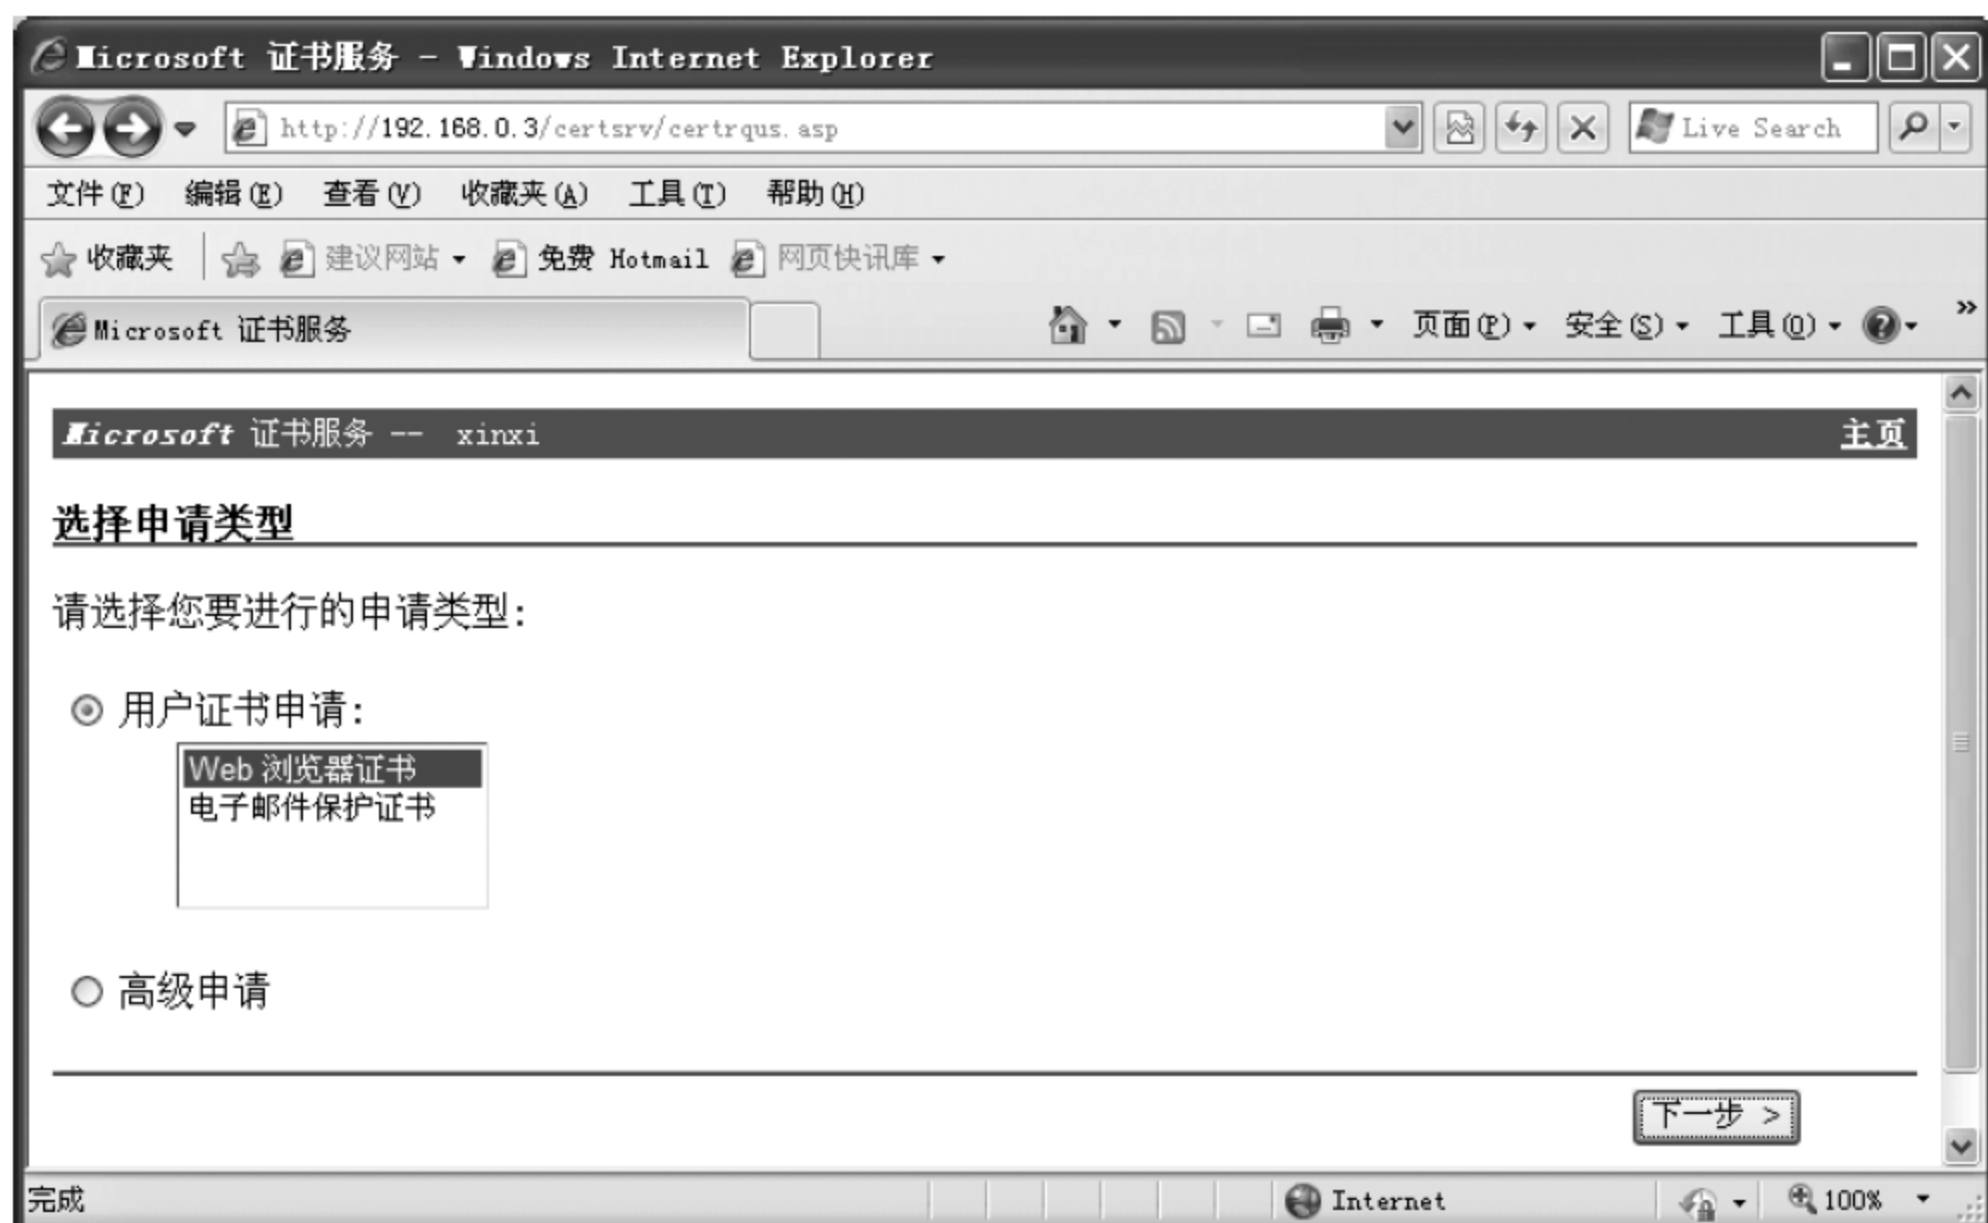 Microsoft 证书服务 - Windows Internet Explorer
http://192.168.0.3/certsrv/certrqus.asp Live Search
文件(F) 编辑(E) 查看(V) 收藏夹(A) 工具(T) 帮助(H)
收藏夹 建议网站 免费 Hotmail 网页快讯库
Microsoft 证书服务 页面(P) 安全(S) 工具(O) »
Microsoft 证书服务 -- xinxi 主页
选择申请类型
请选择您要进行的申请类型:
用户证书申请:
Web 浏览器证书
电子邮件保护证书
高级申请
下一步 >
完成 Internet 100%